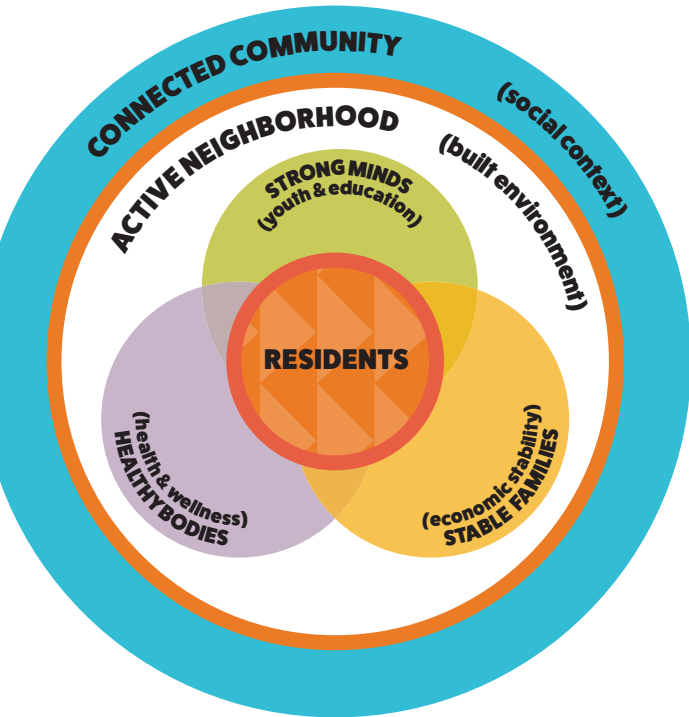 CONNECTED COMMUNITY
(social context)
ACTIVE NEIGHBORHOOD
(built environment)
STRONG MINDS
(youth & education)
RESIDENTS
(health & wellness)
HEALTHY BODIES
(economic stability)
STABLE FAMILIES